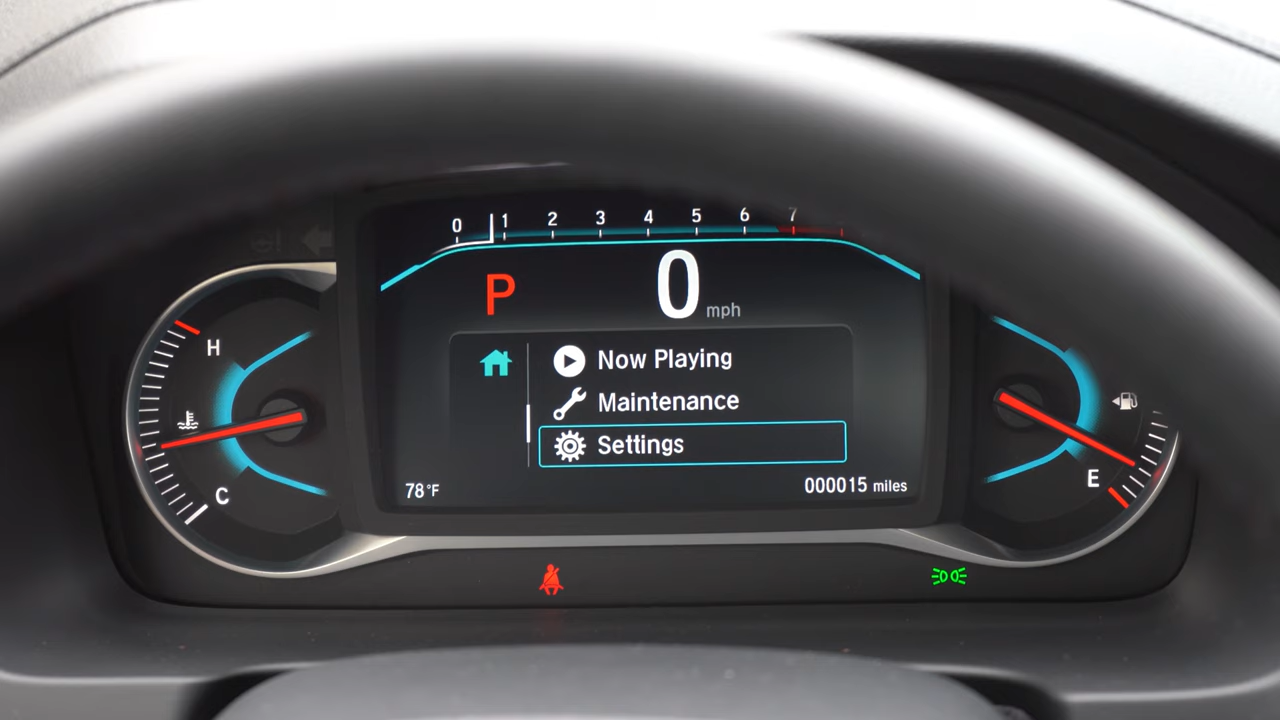 0 1 2 3 4 5 6 7
P 0 mph
H
Now Playing
Maintenance
Settings
C
E
78°F
000015 miles